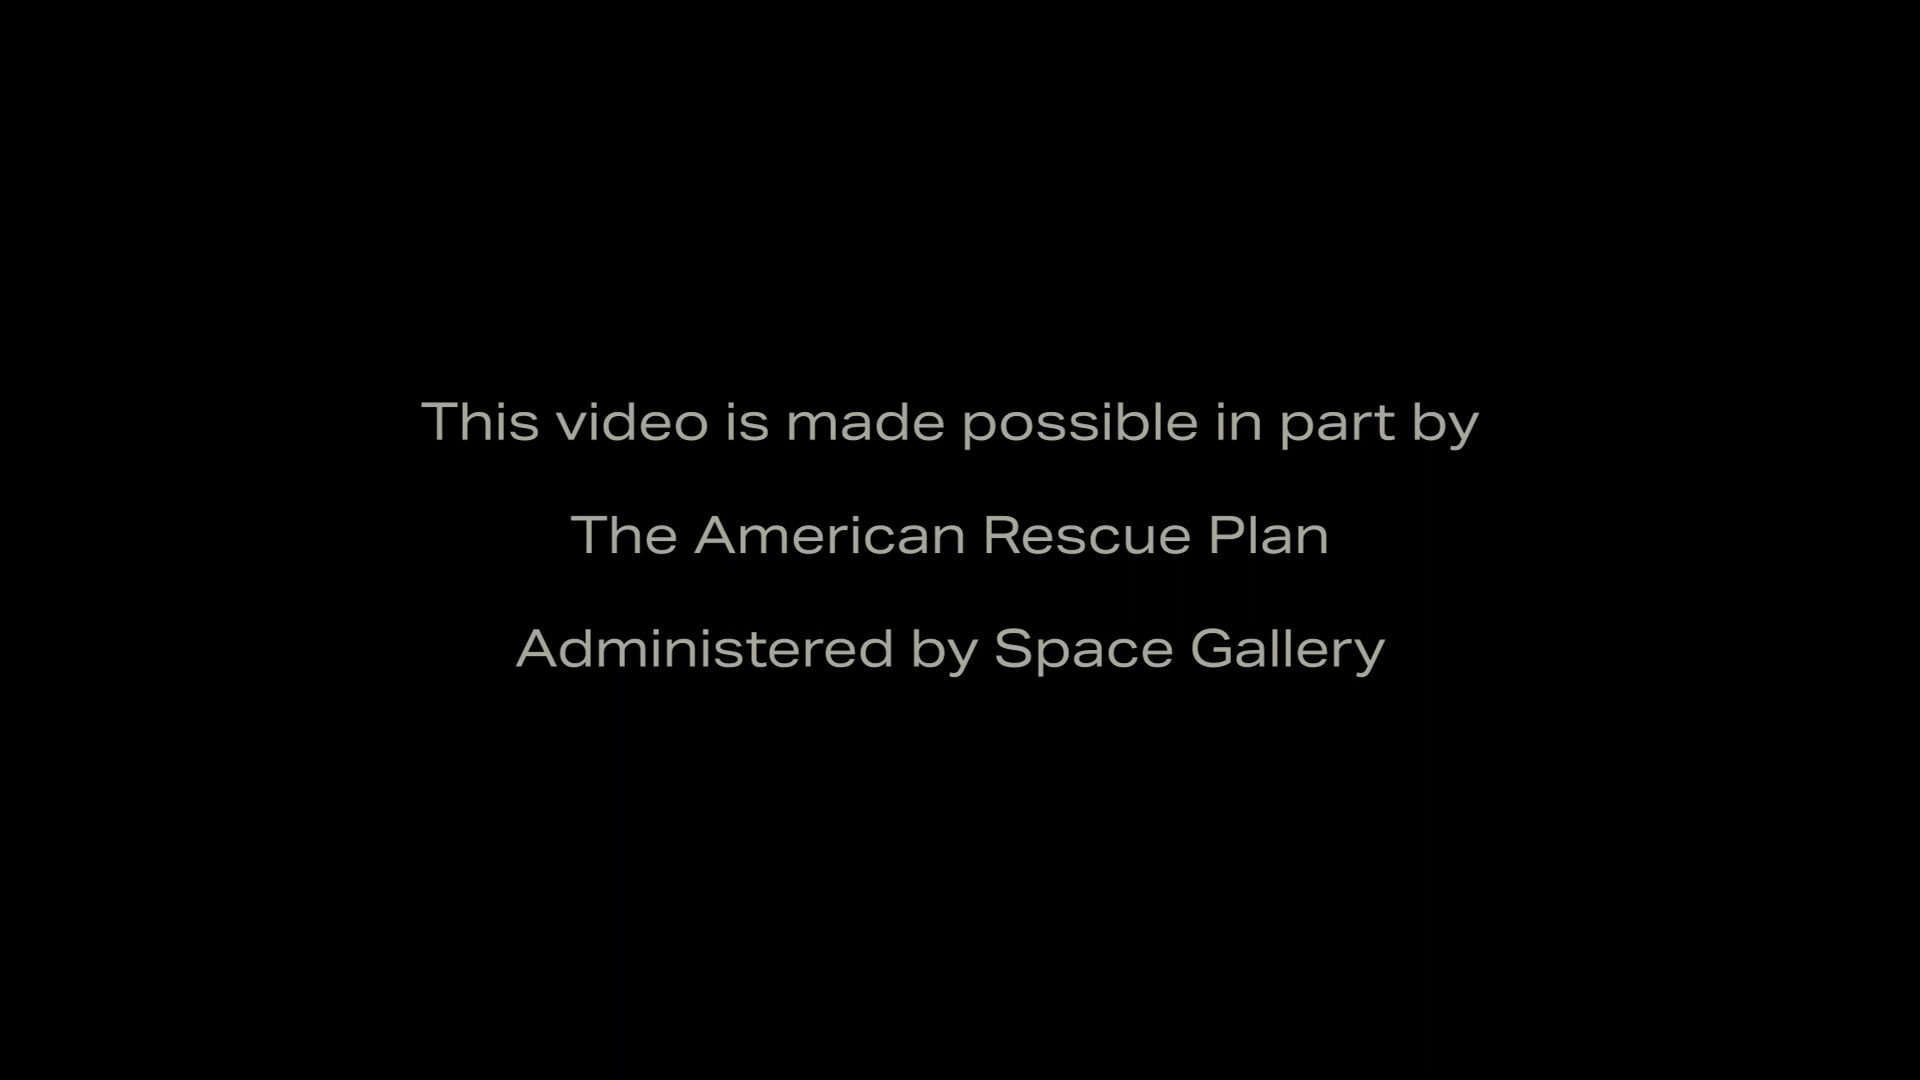 This video is made possible in part by
The American Rescue Plan
Administered by Space Gallery